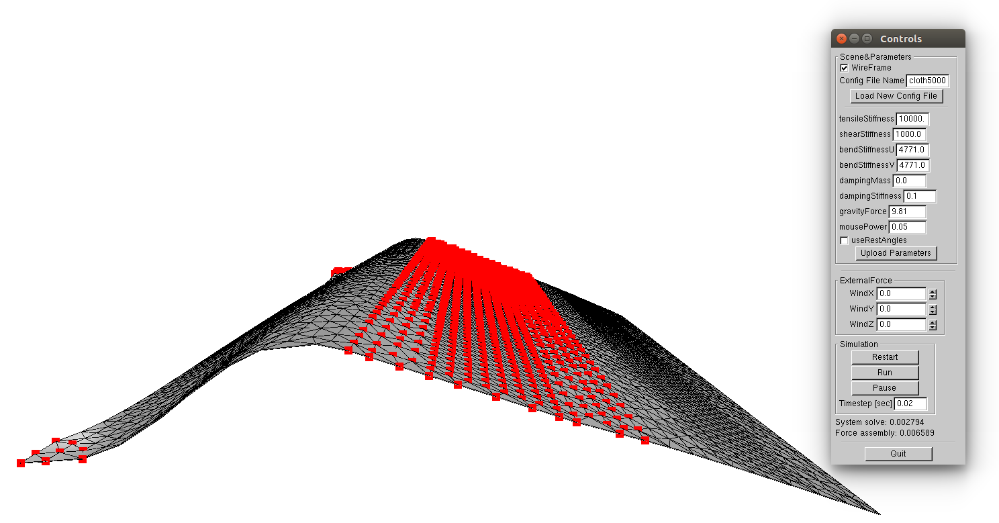 Controls
Scene&Parameters
WireFrame
Config File Name cloth5000
Load New Config File
tensileStiffness 10000.
shearStiffness 1000.0
bendStiffnessU 4771.0
bendStiffnessV 4771.0
dampingMass 0.0
dampingStiffness 0.1
gravityForce 9.81
mousePower 0.05
useRestAngles
Upload Parameters
ExternalForce
WindX 0.0
WindY 0.0
WindZ 0.0
Simulation
Restart
Run
Pause
Timestep [sec] 0.02
System solve: 0.002794
Force assembly: 0.006589
Quit